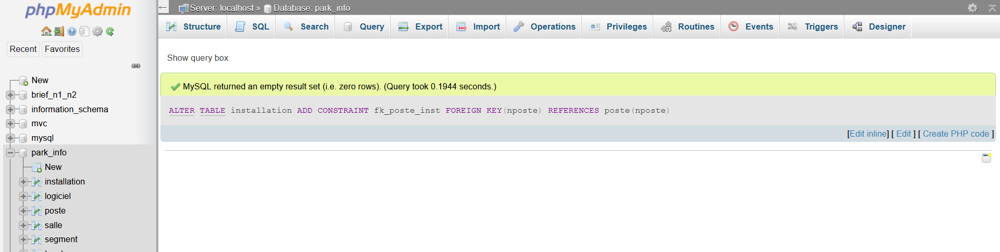 phpMyAdmin
Recent Favorites
New
brief_n1_n2
information_schema
mvc
mysql
park_info
New
installation
logiciel
poste
salle
segment
Server: localhost » Database: park_info
Structure SQL Search Query Export Import Operations Privileges Routines Events Triggers Designer
Show query box
MySQL returned an empty result set (i.e. zero rows). (Query took 0.1944 seconds.)
ALTER TABLE installation ADD CONSTRAINT fk_poste_inst FOREIGN KEY(nposte) REFERENCES poste(nposte)
[Edit inline] [ Edit ] [ Create PHP code ]